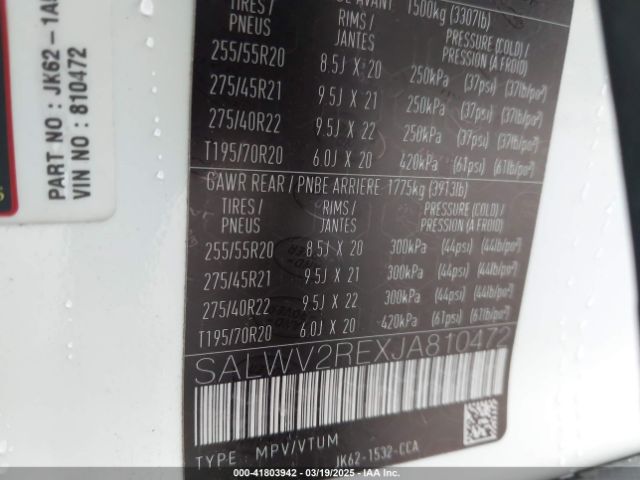 PART NO : JK62-1A
VIN NO : 810472
1500kg (3307lb)
TIRES / PNEUS RIMS / JANTES PRESSURE (COLD) / PRESSION (A FROID)
255/55R20 8.5J X 20 250kPa (37psi) (37lb/po²)
275/45R21 9.5J X 21 250kPa (37psi) (37lb/po²)
275/40R22 9.5J X 22 250kPa (37psi) (37lb/po²)
T195/70R20 6.0J X 20 420kPa (61psi) (61lb/po²)
GAWR REAR / PNBE ARRIERE 1775kg (3913lb)
TIRES / PNEUS RIMS / JANTES PRESSURE (COLD) / PRESSION (A FROID)
255/55R20 8.5J X 20 300kPa (44psi) (44lb/po²)
275/45R21 9.5J X 21 300kPa (44psi) (44lb/po²)
275/40R22 9.5J X 22 300kPa (44psi) (44lb/po²)
T195/70R20 6.0J X 20 420kPa (61psi) (61lb/po²)
SALWV2REXJA810472
TYPE : MPV/VTUM
JK62-1532-CCA
000-41803942 - 03/19/2025 - IAAI.COM